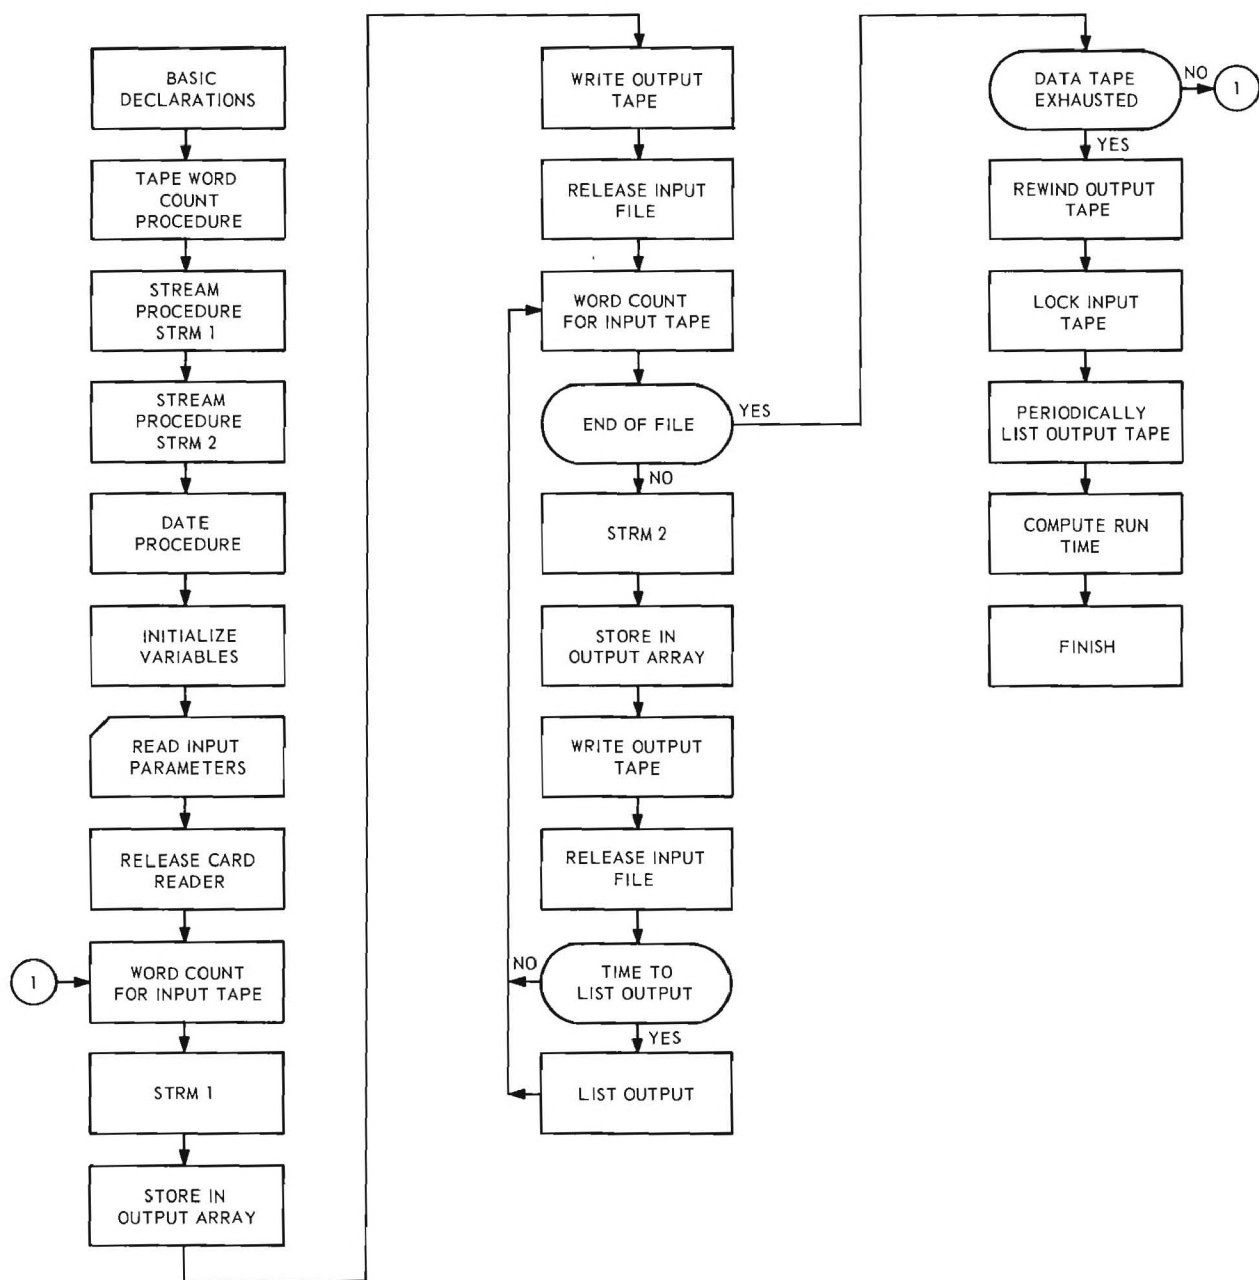 BASIC
DECLARATIONS
TAPE WORD
COUNT
PROCEDURE
STREAM
PROCEDURE
STRM 1
STREAM
PROCEDURE
STRM 2
DATE
PROCEDURE
INITIALIZE
VARIABLES
READ INPUT
PARAMETERS
RELEASE CARD
READER
1
WORD COUNT
FOR INPUT TAPE
STRM 1
STORE IN
OUTPUT ARRAY
WRITE OUTPUT
TAPE
RELEASE INPUT
FILE
WORD COUNT
FOR INPUT TAPE
END OF FILE
YES
NO
STRM 2
STORE IN
OUTPUT ARRAY
WRITE OUTPUT
TAPE
RELEASE INPUT
FILE
NO
TIME TO
LIST OUTPUT
YES
LIST OUTPUT
DATA TAPE
EXHAUSTED
NO
1
YES
REWIND OUTPUT
TAPE
LOCK INPUT
TAPE
PERIODICALLY
LIST OUTPUT TAPE
COMPUTE RUN
TIME
FINISH